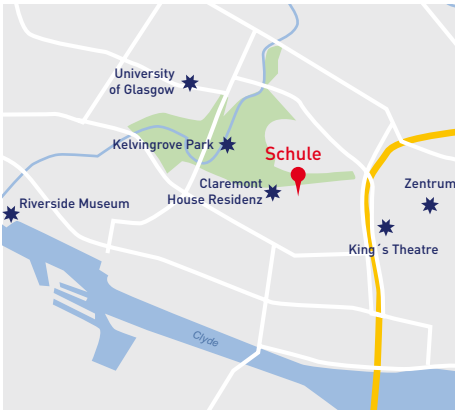 University
of Glasgow
Kelvingrove Park
Schule
Claremont
House Residenz
Zentrum
Riverside Museum
King´s Theatre
Clyde